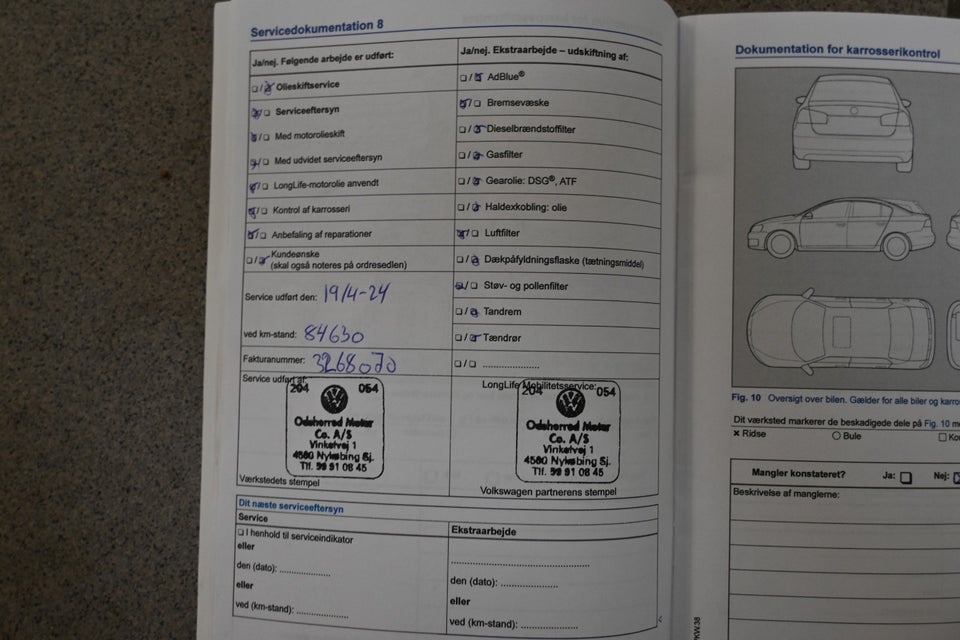 Servicedokumentation 8
Ja/nej. Følgende arbejde er udført:
☐/☒ Olieskiftservice
☒/☐ Serviceeftersyn
☒/☐ Med motorolieskift
☒/☐ Med udvidet serviceeftersyn
☒/☐ LongLife-motorolie anvendt
☒/☐ Kontrol af karrosseri
☒/☐ Anbefaling af reparationer
☐/☒ Kundeønske
(skal også noteres på ordresedlen)
Service udført den: 19/4-24
ved km-stand: 84630
Fakturanummer: 3268070
Service udført af:
204 054
Odsherred Motor
Co. A/S
Vinkelvej 1
4500 Nykøbing Sj.
Tlf. 59 91 08 45
Værkstedets stempel
Ja/nej. Ekstraarbejde – udskiftning af:
☐/☒ AdBlue®
☒/☐ Bremsevæske
☐/☒ Dieselbrændstoffilter
☐/☒ Gasfilter
☐/☒ Gearolie: DSG®, ATF
☐/☒ Haldexkobling: olie
☒/☐ Luftfilter
☐/☒ Dækpåfyldningsflaske (tætningsmiddel)
☒/☐ Støv- og pollenfilter
☐/☒ Tandrem
☐/☒ Tændrør
☐/☐ ........................
LongLife Mobilitetsservice:
204 054
Odsherred Motor
Co. A/S
Vinkelvej 1
4500 Nykøbing Sj.
Tlf. 59 91 08 45
Volkswagen partnerens stempel
Dit næste serviceeftersyn
Service
☐ I henhold til serviceindikator
eller
den (dato): ................
eller
ved (km-stand): ................
Ekstraarbejde
........................................
den (dato): ..................
eller
ved (km-stand): ..................
Dokumentation for karrosserikontrol
Fig. 10 Oversigt over bilen. Gælder for alle biler og
Dit værksted markerer de beskadigede dele på Fig. 10
× Ridse
○ Bule
Mangler konstateret? Ja: ☐ Nej: ☒
Beskrivelse af manglerne: